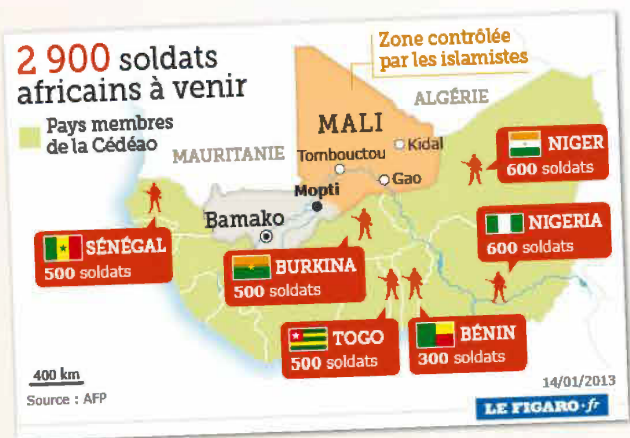 2 900 soldats
africains à venir
Pays membres
de la Cédéao
Zone contrôlée
par les islamistes
ALGÉRIE
MALI
MAURITANIE
Kidal
Tombouctou
Gao
Mopti
Bamako
NIGER
600 soldats
NIGERIA
600 soldats
SÉNÉGAL
500 soldats
BURKINA
500 soldats
TOGO
500 soldats
BÉNIN
300 soldats
400 km
Source : AFP
14/01/2013
LE FIGARO·fr